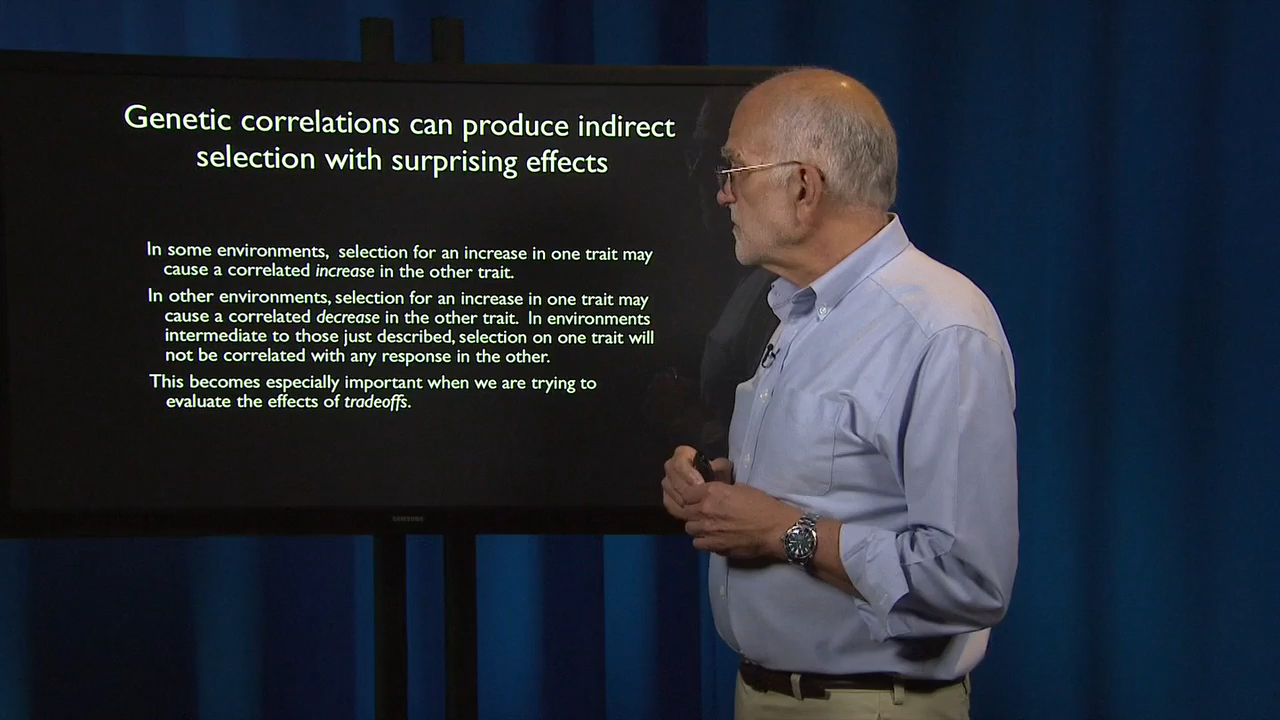 Genetic correlations can produce indirect
selection with surprising effects
In some environments, selection for an increase in one trait may
cause a correlated increase in the other trait.
In other environments, selection for an increase in one trait may
cause a correlated decrease in the other trait. In environments
intermediate to those just described, selection on one trait will
not be correlated with any response in the other.
This becomes especially important when we are trying to
evaluate the effects of tradeoffs.
SAMSUNG